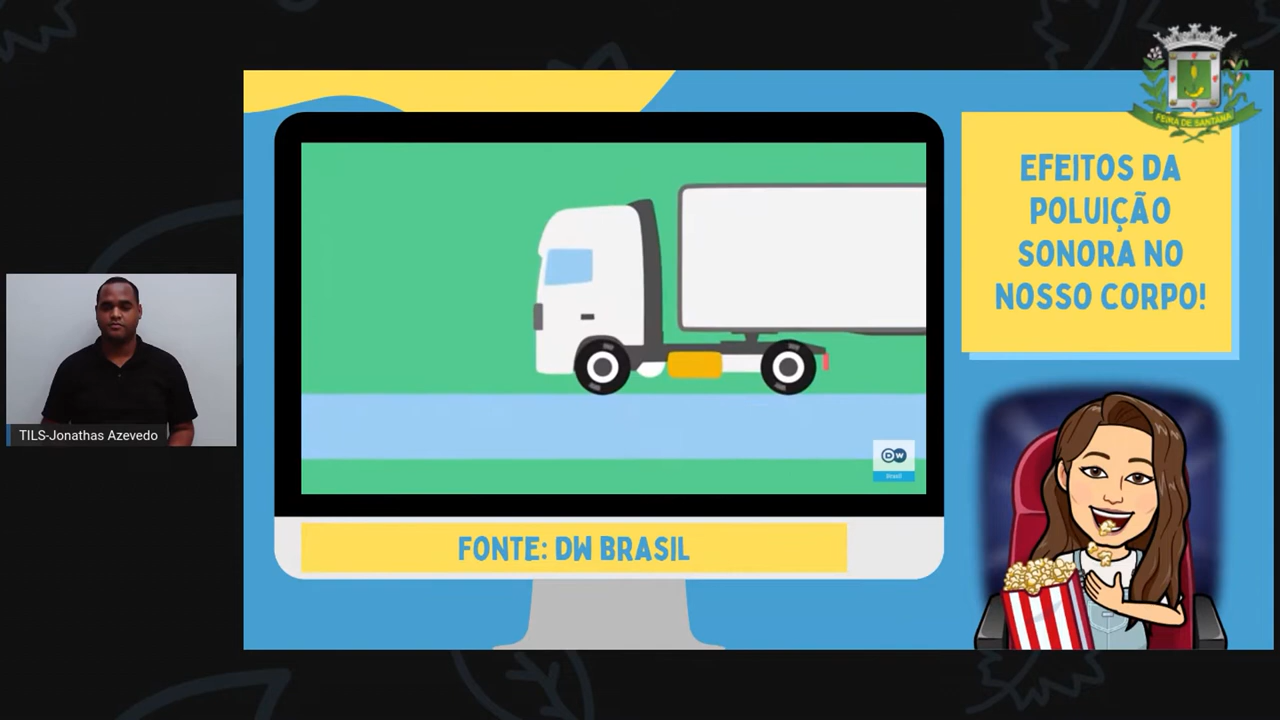 FEIRA DE SANTANA
EFEITOS DA
POLUIÇÃO
SONORA NO
NOSSO CORPO!
TILS-Jonathas Azevedo
DW
Brasil
FONTE: DW BRASIL